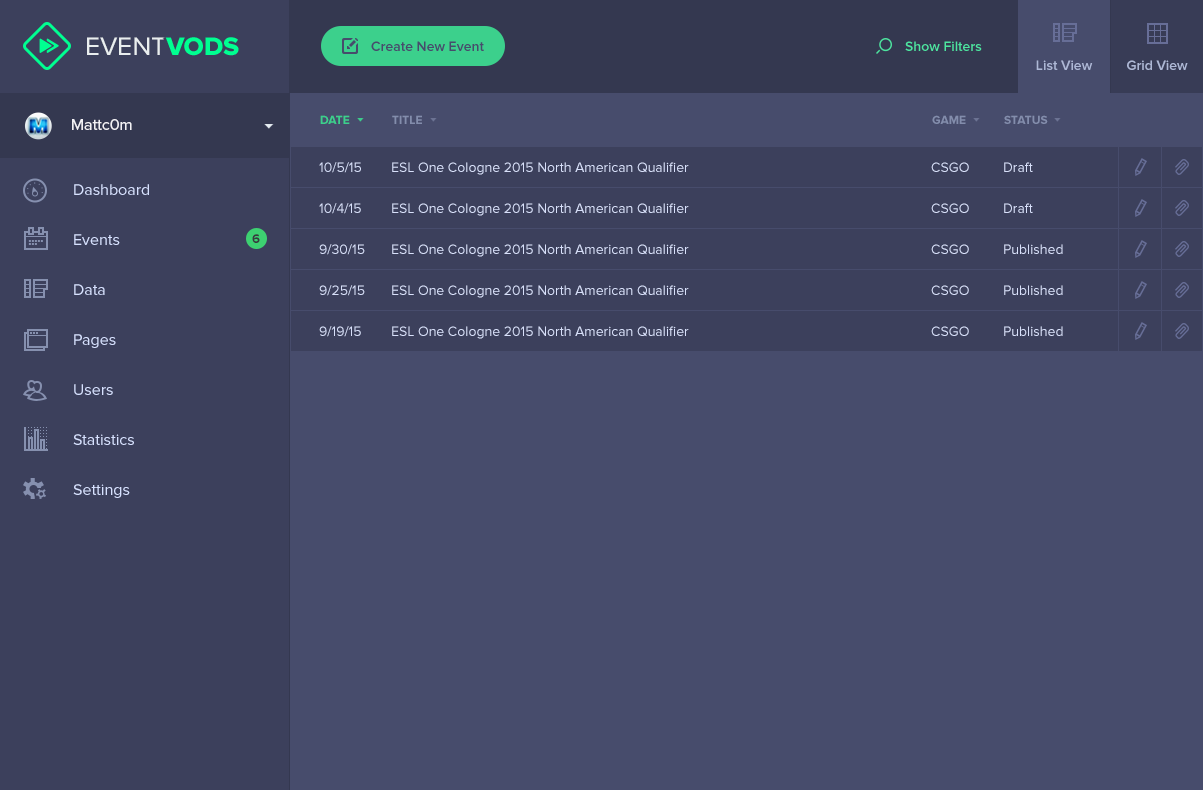 EVENTVODS
Create New Event
Show Filters
List View
Grid View
Mattc0m
Dashboard
Events 6
Data
Pages
Users
Statistics
Settings
DATE TITLE GAME STATUS
10/5/15 ESL One Cologne 2015 North American Qualifier CSGO Draft
10/4/15 ESL One Cologne 2015 North American Qualifier CSGO Draft
9/30/15 ESL One Cologne 2015 North American Qualifier CSGO Published
9/25/15 ESL One Cologne 2015 North American Qualifier CSGO Published
9/19/15 ESL One Cologne 2015 North American Qualifier CSGO Published